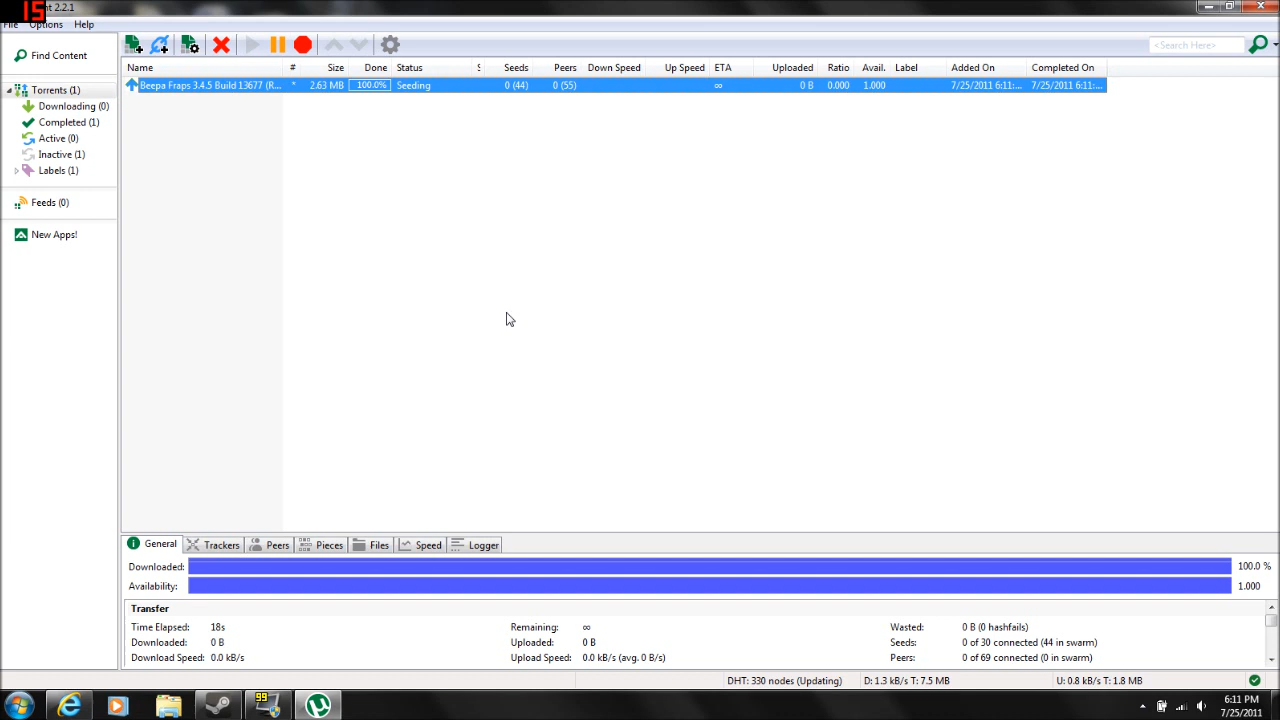 15
nt 2.2.1
File Options Help
Find Content
<Search Here>
Torrents (1)
Downloading (0)
Completed (1)
Active (0)
Inactive (1)
Labels (1)
Feeds (0)
New Apps!
Name # Size Done Status S Seeds Peers Down Speed Up Speed ETA Uploaded Ratio Avail. Label Added On Completed On
Beepa Fraps 3.4.5 Build 13677 (R... * 2.63 MB 100.0% Seeding 0 (44) 0 (55) ∞ 0 B 0.000 1.000 7/25/2011 6:11:... 7/25/2011 6:11:...
General Trackers Peers Pieces Files Speed Logger
Downloaded: 100.0 %
Availability: 1.000
Transfer
Time Elapsed: 18s Remaining: ∞ Wasted: 0 B (0 hashfails)
Downloaded: 0 B Uploaded: 0 B Seeds: 0 of 30 connected (44 in swarm)
Download Speed: 0.0 kB/s Upload Speed: 0.0 kB/s (avg. 0 B/s) Peers: 0 of 69 connected (0 in swarm)
DHT: 330 nodes (Updating) D: 1.3 kB/s T: 7.5 MB U: 0.8 kB/s T: 1.8 MB
99
6:11 PM
7/25/2011